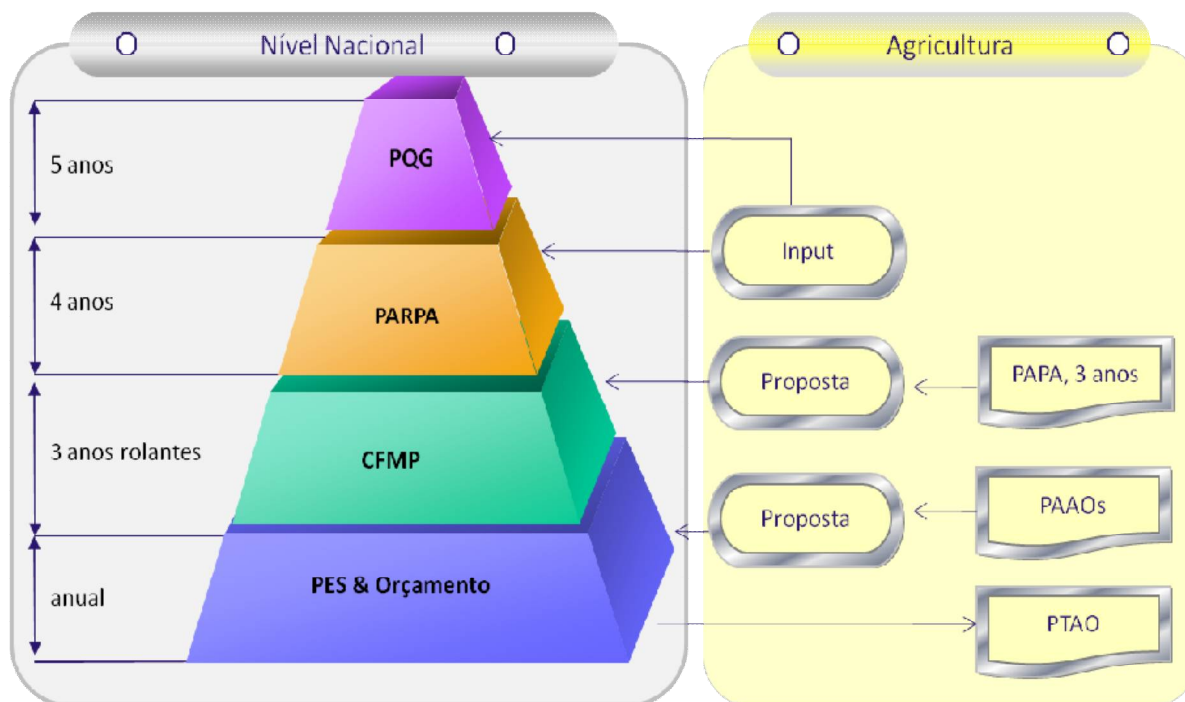 Nível Nacional
Agricultura
5 anos
PQG
Input
4 anos
PARPA
Proposta
PAPA, 3 anos
3 anos rolantes
CFMP
Proposta
PAAOs
anual
PES & Orçamento
PTAO